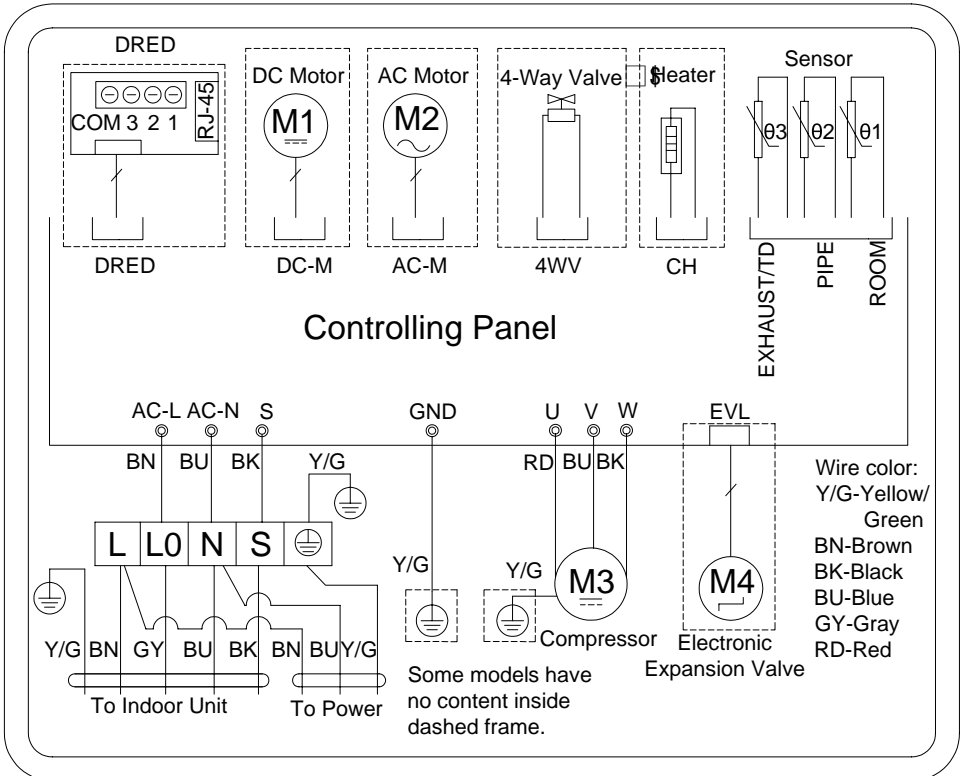 DRED
COM 3 2 1
RJ-45
DRED
DC Motor
M1
DC-M
AC Motor
M2
AC-M
4-Way Valve
4WV
Heater
CH
Sensor
θ3 θ2 θ1
EXHAUST/TD
PIPE
ROOM
Controlling Panel
AC-L AC-N S GND U V W EVL
BN BU BK Y/G RD BU BK
L L0 N S
Y/G Y/G
M3
Compressor
M4
Electronic
Expansion Valve
Y/G BN GY BU BK BN BU Y/G
To Indoor Unit
To Power
Some models have
no content inside
dashed frame.
Wire color:
Y/G-Yellow/
Green
BN-Brown
BK-Black
BU-Blue
GY-Gray
RD-Red